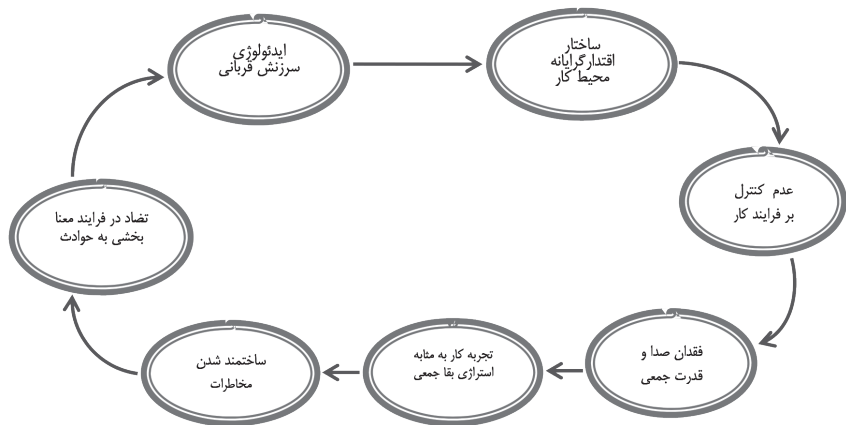 ایدئولوژی
سرزنش قربانی
ساختار
اقتدارگرایانه
محیط کار
عدم کنترل
بر فرایند کار
فقدان صدا و
قدرت جمعی
تجربه کار به مثابه
استراژی بقا جمعی
ساختمند شدن
مخاطرات
تضاد در فرایند معنا
بخشی به حوادث